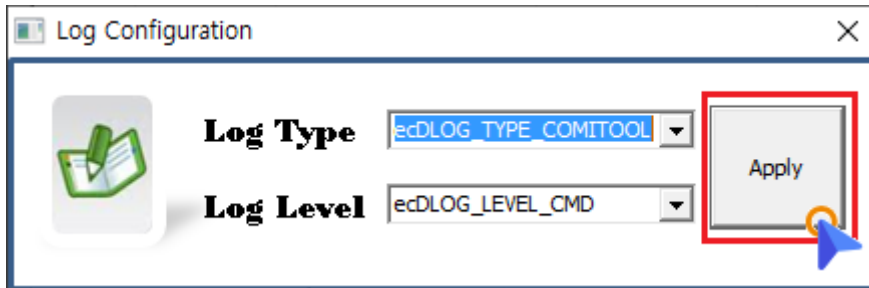 Log Configuration
Log Type
ecDLOG_TYPE_COMITOOL
Apply
Log Level
ecDLOG_LEVEL_CMD